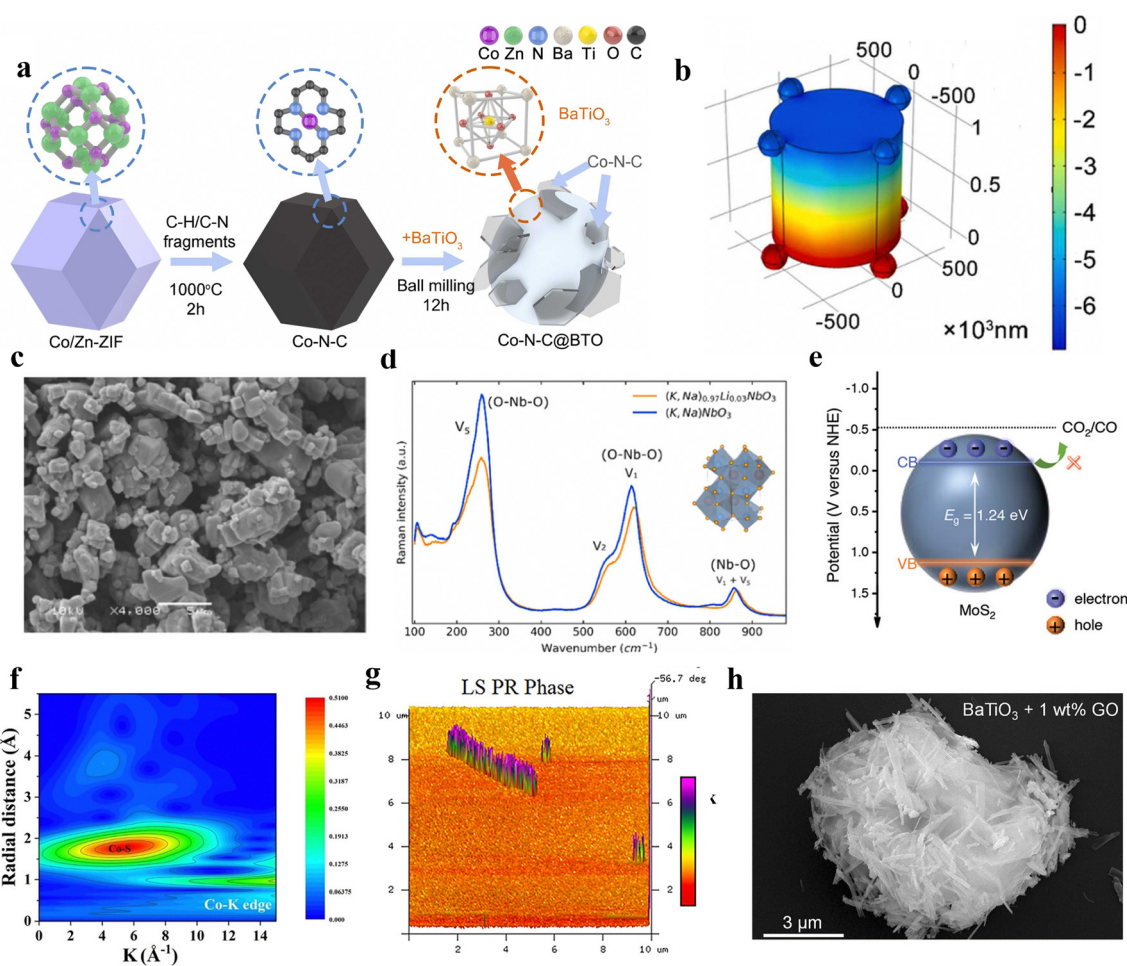 a
Co Zn N Ba Ti O C
BaTiO3
Co-N-C
C-H/C-N
fragments
1000°C
2h
+BaTiO3
Ball milling
12h
Co/Zn-ZIF
Co-N-C
Co-N-C@BTO
b
500
0
-500
1
0.5
0
500
0
-500
×10³nm
0
-1
-2
-3
-4
-5
-6
c
10kU X4,000 5μm
d
(O-Nb-O)
V5
(K, Na)0.97Li0.03NbO3
(K, Na)NbO3
(O-Nb-O)
V1
V2
(Nb-O)
V1 + V5
Raman intensity (a.u.)
100 200 300 400 500 600 700 800 900
Wavenumber (cm⁻¹)
e
-1.0
-0.5
0.0
0.5
1.0
1.5
Potential (V versus NHE)
CO2/CO
CB
Eg = 1.24 eV
VB
MoS2
electron
hole
f
Radial distance (Å)
5
4
3
2
1
0
Co-S
Co-K edge
0 2 4 6 8 10 12 14
K (Å⁻¹)
0.5100
0.4463
0.3825
0.3187
0.2550
0.1913
0.1275
0.06375
0.000
g
LS PR Phase
-56.7 deg
1 um
10 um
8
6
4
2
10 um
8
6
4
2
2 4 6 8 10 um
h
BaTiO3 + 1 wt% GO
3 μm